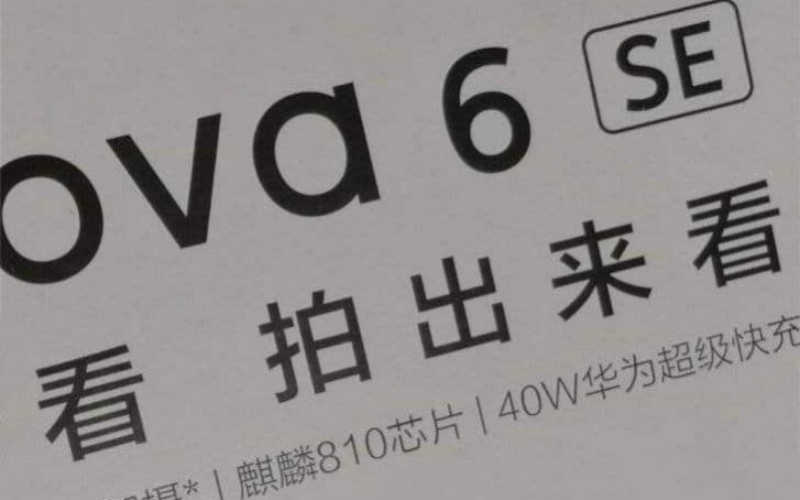 ova 6 SE
看 拍出来看
摄* | 麒麟810芯片 | 40W华为超级快充